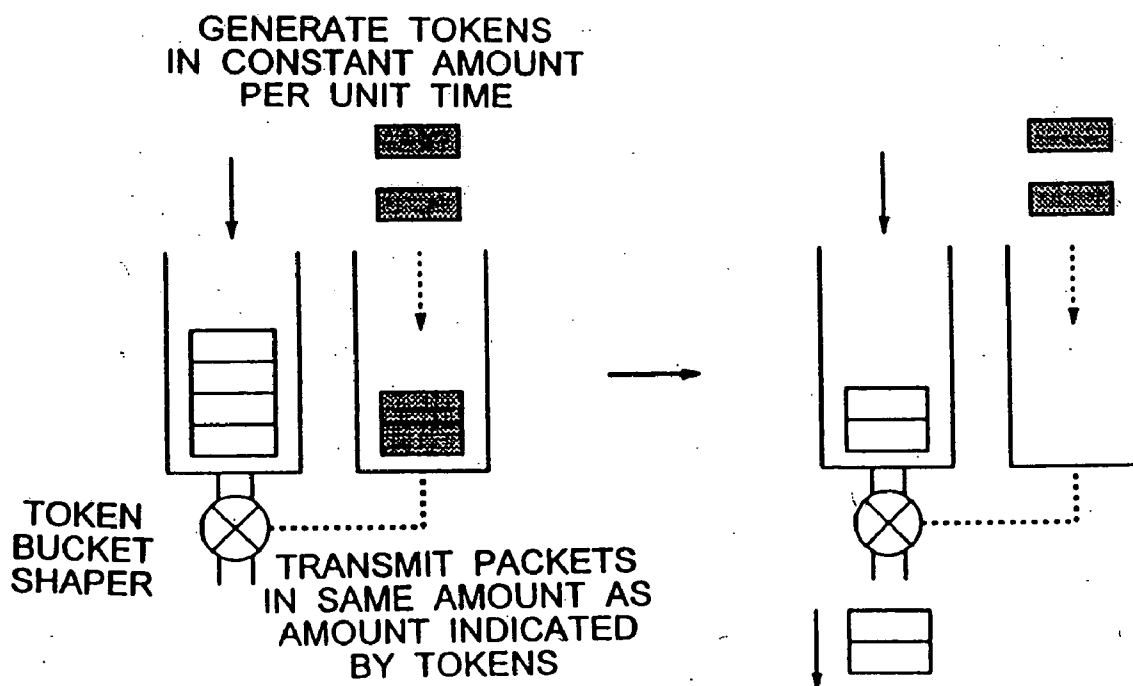 GENERATE TOKENS
IN CONSTANT AMOUNT
PER UNIT TIME
TOKEN
BUCKET
SHAPER
TRANSMIT PACKETS
IN SAME AMOUNT AS
AMOUNT INDICATED
BY TOKENS